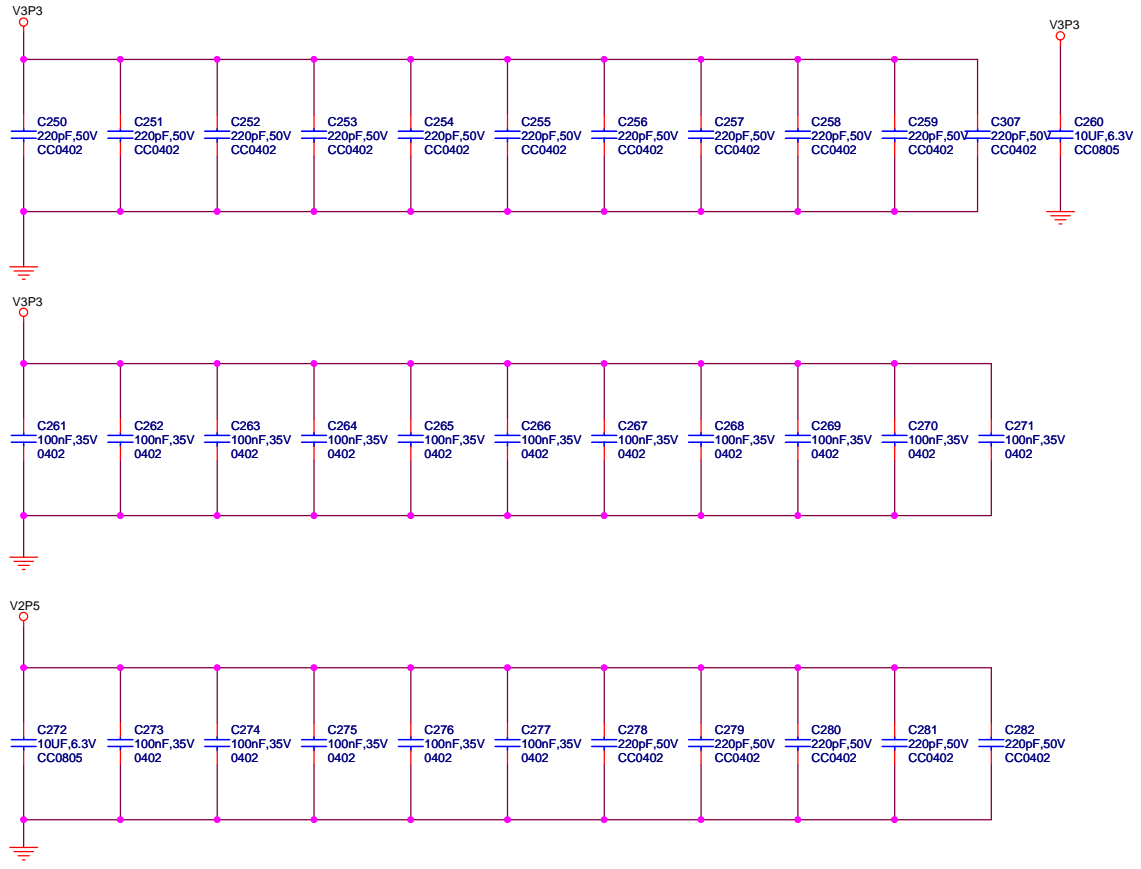 V3P3
V3P3
C250
220pF,50V
CC0402
C251
220pF,50V
CC0402
C252
220pF,50V
CC0402
C253
220pF,50V
CC0402
C254
220pF,50V
CC0402
C255
220pF,50V
CC0402
C256
220pF,50V
CC0402
C257
220pF,50V
CC0402
C258
220pF,50V
CC0402
C259
220pF,50V
CC0402
C307
220pF,50V
CC0402
C260
10UF,6.3V
CC0805
V3P3
C261
100nF,35V
0402
C262
100nF,35V
0402
C263
100nF,35V
0402
C264
100nF,35V
0402
C265
100nF,35V
0402
C266
100nF,35V
0402
C267
100nF,35V
0402
C268
100nF,35V
0402
C269
100nF,35V
0402
C270
100nF,35V
0402
C271
100nF,35V
0402
V2P5
C272
10UF,6.3V
CC0805
C273
100nF,35V
0402
C274
100nF,35V
0402
C275
100nF,35V
0402
C276
100nF,35V
0402
C277
100nF,35V
0402
C278
220pF,50V
CC0402
C279
220pF,50V
CC0402
C280
220pF,50V
CC0402
C281
220pF,50V
CC0402
C282
220pF,50V
CC0402